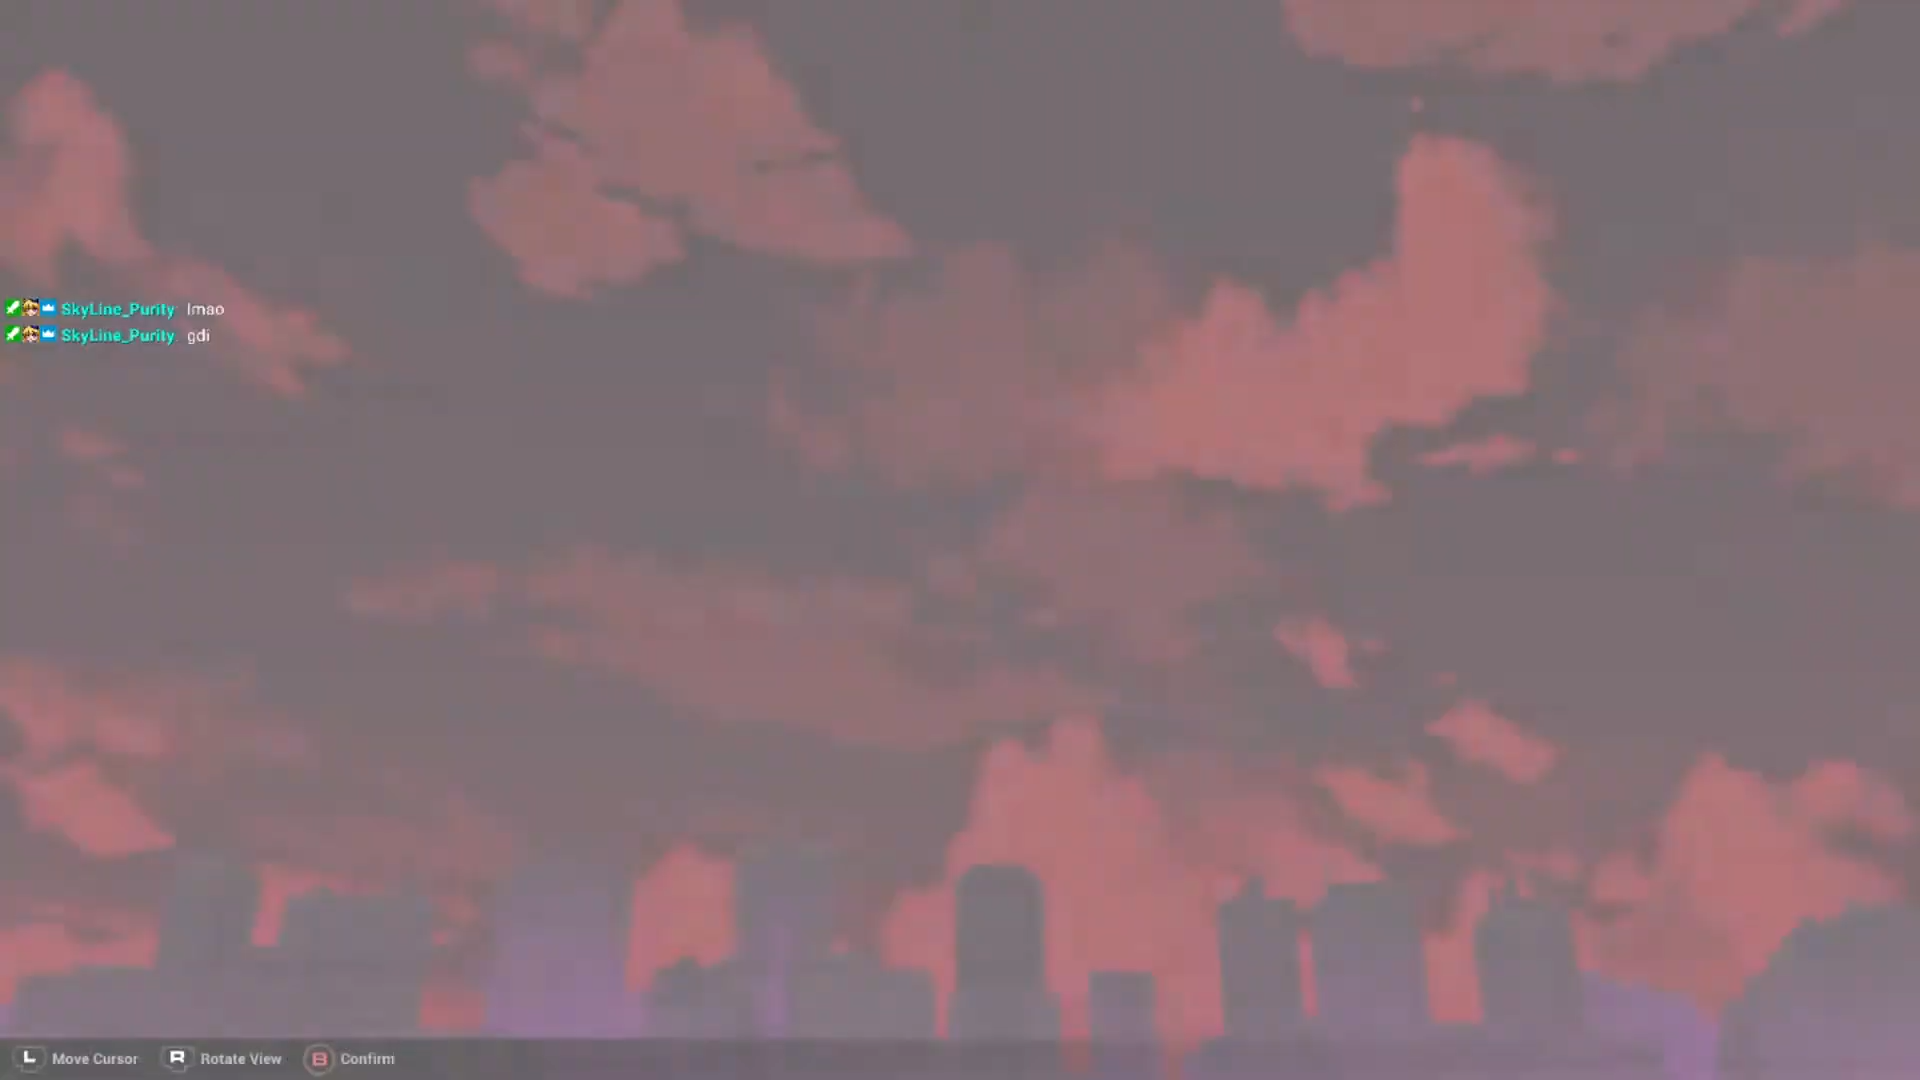 SkyLine_Purity: lmao
SkyLine_Purity: gdi
L Move Cursor R Rotate View B Confirm